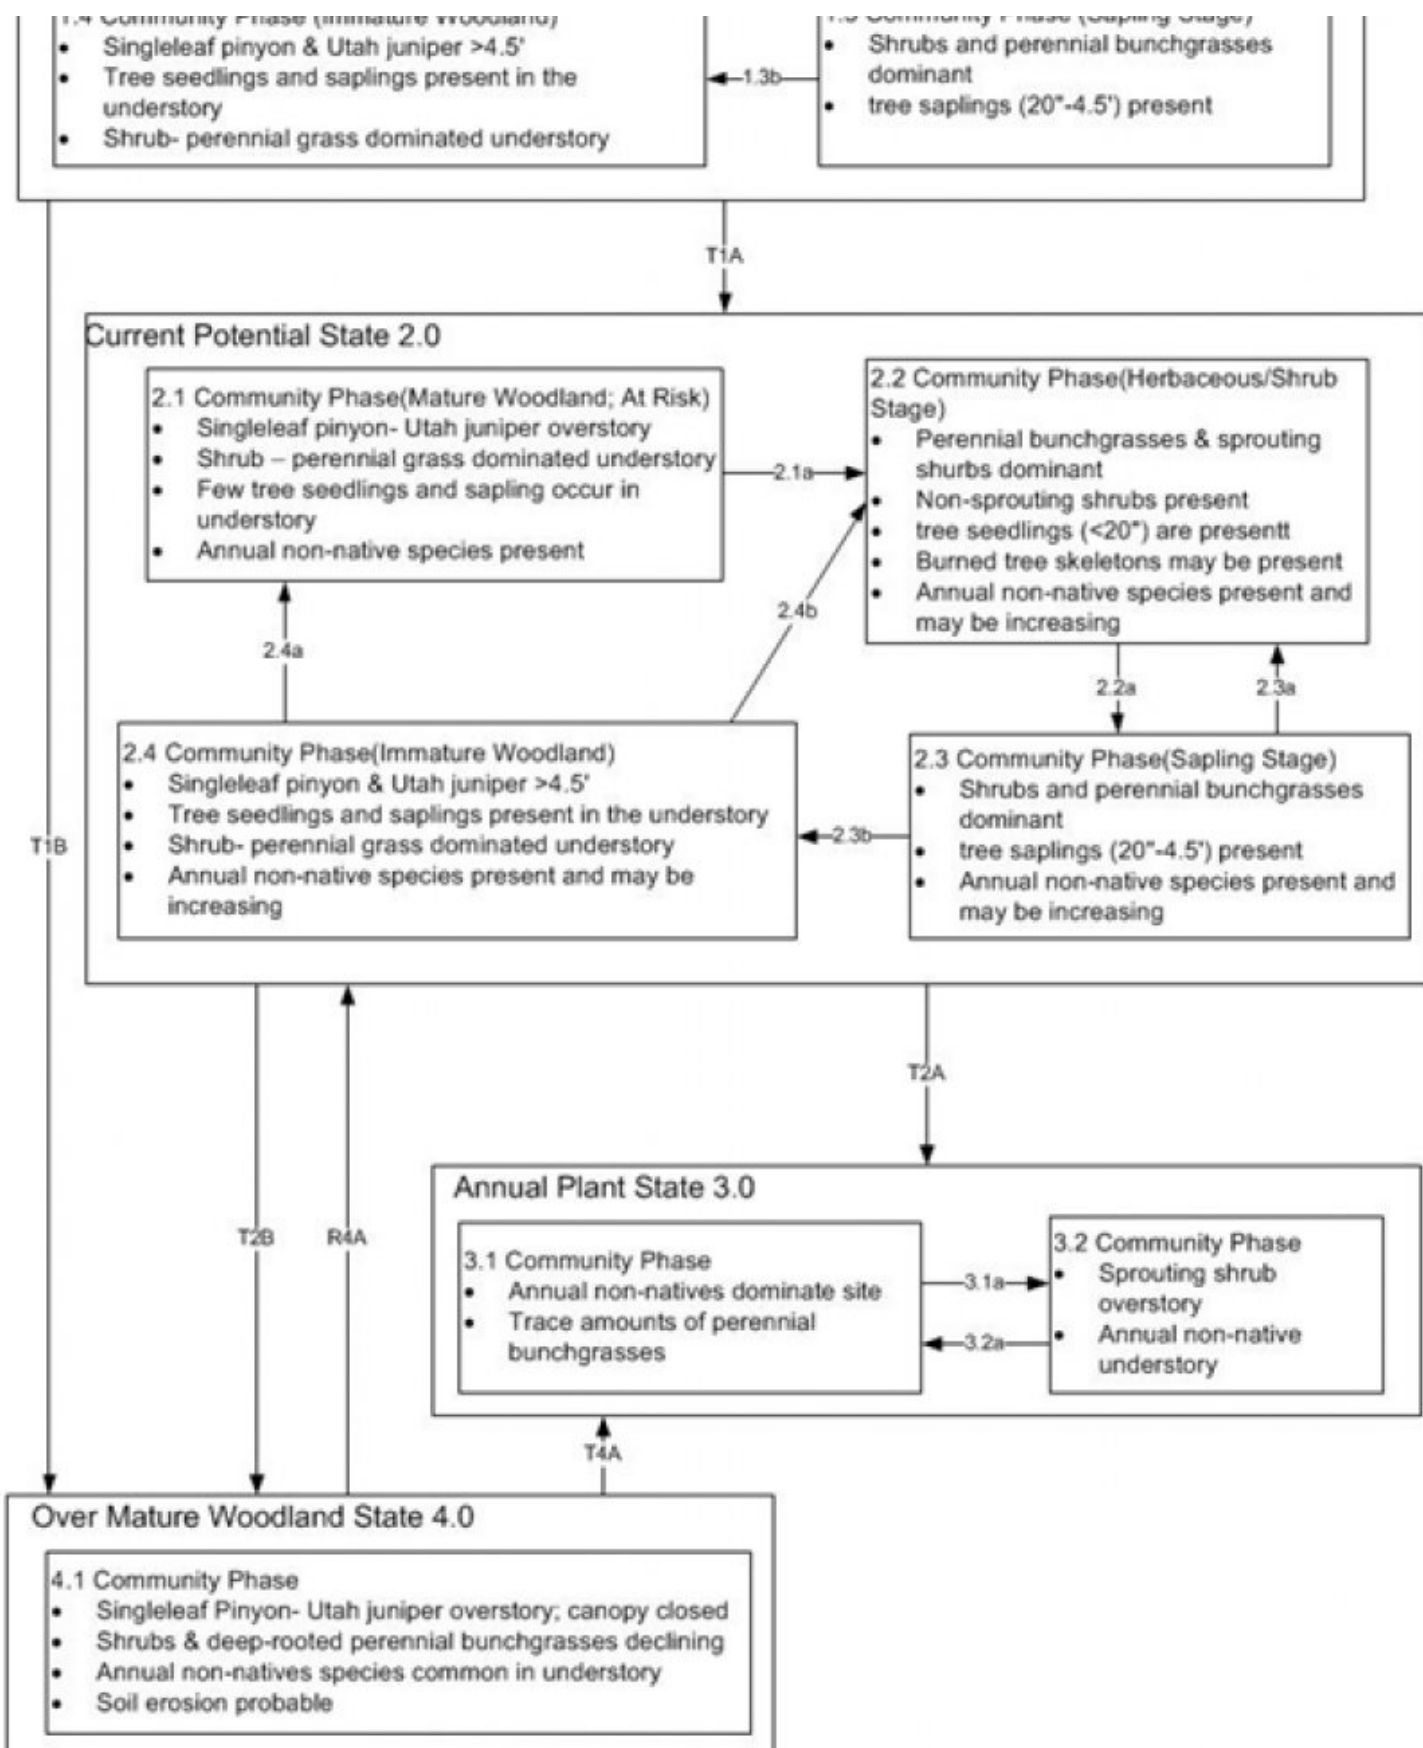 1.4 Community Phase (Immature Woodland)
• Singleleaf pinyon & Utah juniper >4.5'
• Tree seedlings and saplings present in the
understory
• Shrub- perennial grass dominated understory
1.3b
1.3 Community Phase (Sapling Stage)
• Shrubs and perennial bunchgrasses
dominant
• tree saplings (20"-4.5') present
T1A
Current Potential State 2.0
2.1 Community Phase(Mature Woodland; At Risk)
• Singleleaf pinyon- Utah juniper overstory
• Shrub – perennial grass dominated understory
• Few tree seedlings and sapling occur in
understory
• Annual non-native species present
2.1a
2.2 Community Phase(Herbaceous/Shrub
Stage)
• Perennial bunchgrasses & sprouting
shurbs dominant
• Non-sprouting shrubs present
• tree seedlings (<20") are presentt
• Burned tree skeletons may be present
• Annual non-native species present and
may be increasing
2.4b
2.4a
2.2a
2.3a
2.4 Community Phase(Immature Woodland)
• Singleleaf pinyon & Utah juniper >4.5'
• Tree seedlings and saplings present in the understory
• Shrub- perennial grass dominated understory
• Annual non-native species present and may be
increasing
2.3b
2.3 Community Phase(Sapling Stage)
• Shrubs and perennial bunchgrasses
dominant
• tree saplings (20"-4.5') present
• Annual non-native species present and
may be increasing
T1B
T2A
T2B
R4A
Annual Plant State 3.0
3.1 Community Phase
• Annual non-natives dominate site
• Trace amounts of perennial
bunchgrasses
3.1a
3.2a
3.2 Community Phase
• Sprouting shrub
overstory
• Annual non-native
understory
T4A
Over Mature Woodland State 4.0
4.1 Community Phase
• Singleleaf Pinyon- Utah juniper overstory; canopy closed
• Shrubs & deep-rooted perennial bunchgrasses declining
• Annual non-natives species common in understory
• Soil erosion probable